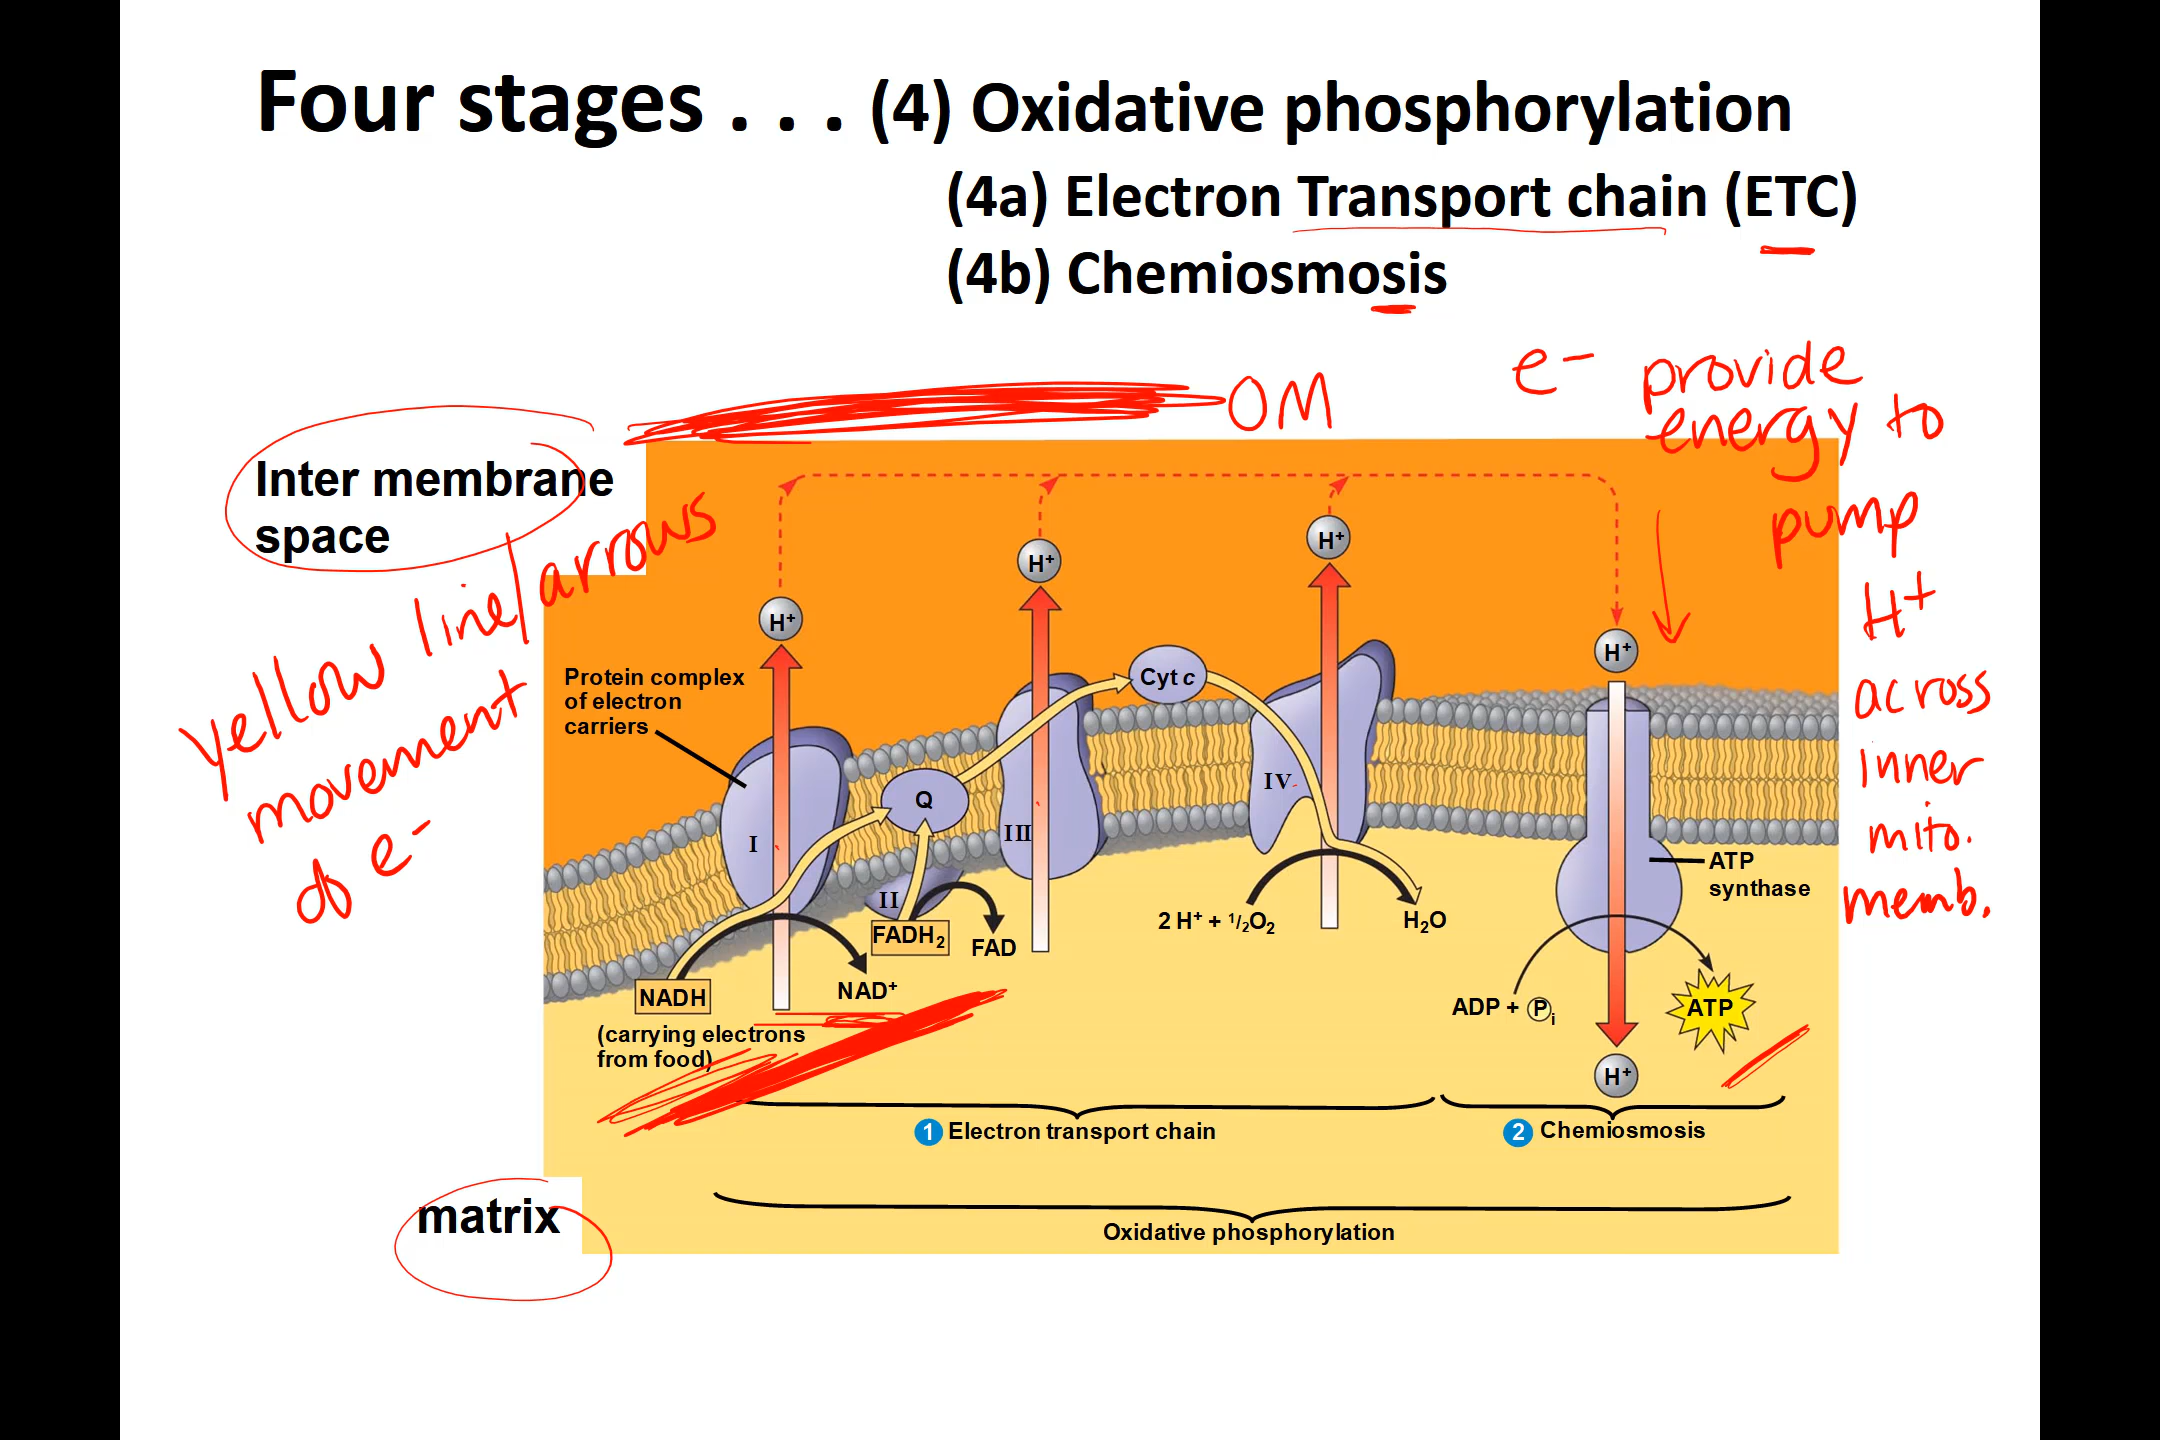 Four stages . . . (4) Oxidative phosphorylation
(4a) Electron Transport chain (ETC)
(4b) Chemiosmosis
OM
e- provide
energy to
pump
H+
across
inner
mito.
memb.
Inter membrane
space
yellow line/arrows
movement
of e-
H+
H+
H+
H+
Protein complex
of electron
carriers
Cyt c
Q
I
II
III
IV
ATP
synthase
FADH2
FAD
2 H+ + 1/2O2
H2O
NADH
NAD+
(carrying electrons
from food)
ADP + Pi
ATP
H+
1 Electron transport chain
2 Chemiosmosis
matrix
Oxidative phosphorylation